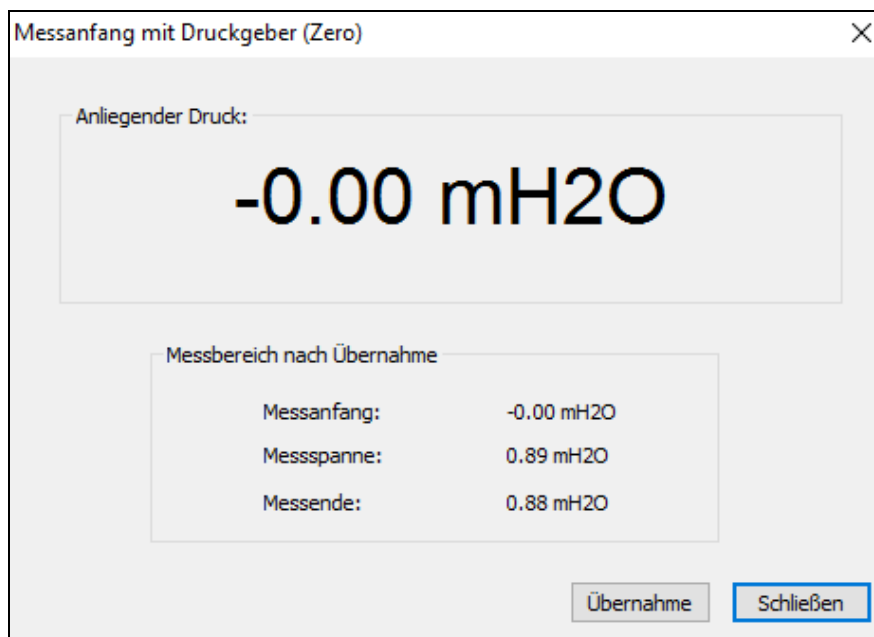 Messanfang mit Druckgeber (Zero)
Anliegender Druck:
-0.00 mH2O
Messbereich nach Übernahme
Messanfang: -0.00 mH2O
Messspanne: 0.89 mH2O
Messende: 0.88 mH2O
Übernahme Schließen